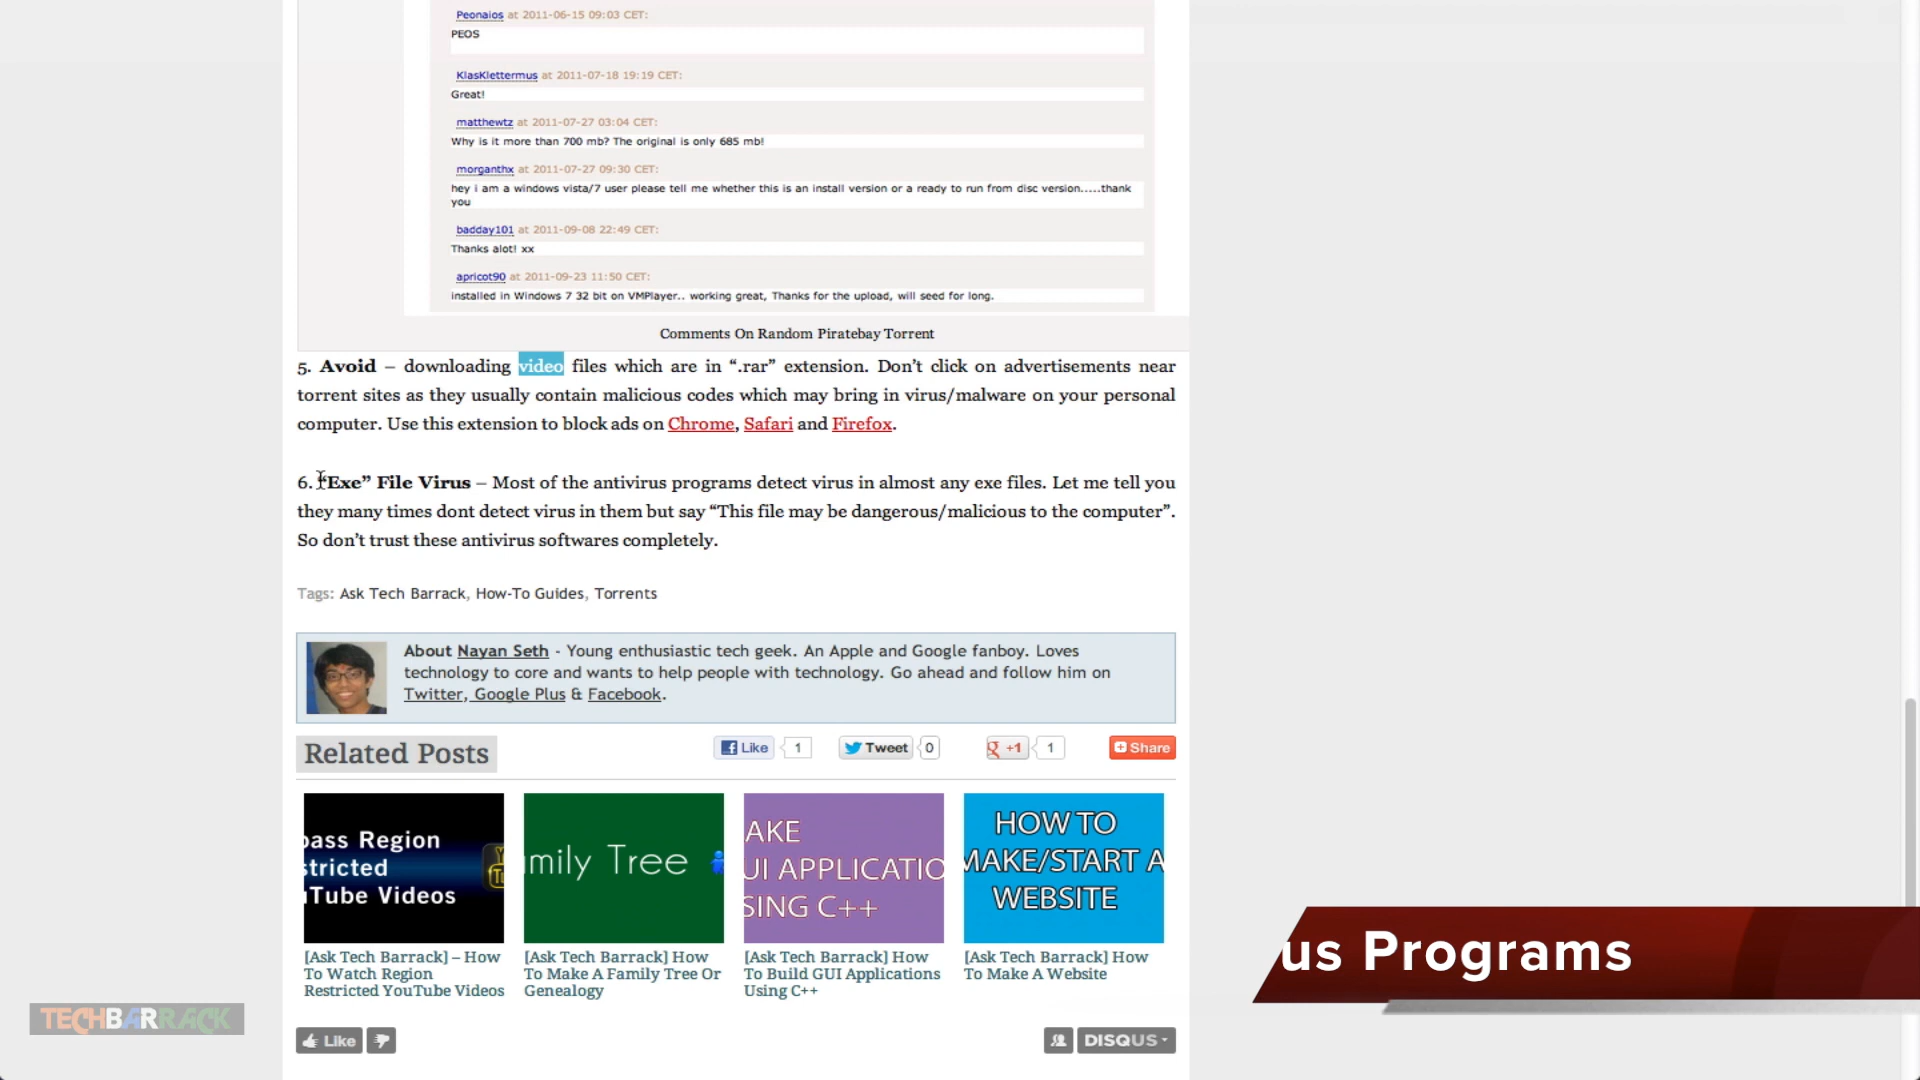 Peonaios at 2011-06-15 09:03 CET:
PEOS
KlasKlettermus at 2011-07-18 19:19 CET:
Great!
matthewtz at 2011-07-27 03:04 CET:
Why is it more than 700 mb? The original is only 685 mb!
morganthx at 2011-07-27 09:30 CET:
hey i am a windows vista/7 user please tell me whether this is an install version or a ready to run from disc version.....thank
you
badday101 at 2011-09-08 22:49 CET:
Thanks alot! xx
apricot90 at 2011-09-23 11:50 CET:
installed in Windows 7 32 bit on VMPlayer.. working great, Thanks for the upload, will seed for long.
Comments On Random Piratebay Torrent
5. Avoid – downloading video files which are in “.rar” extension. Don’t click on advertisements near
torrent sites as they usually contain malicious codes which may bring in virus/malware on your personal
computer. Use this extension to block ads on Chrome, Safari and Firefox.
6. “Exe” File Virus – Most of the antivirus programs detect virus in almost any exe files. Let me tell you
they many times dont detect virus in them but say “This file may be dangerous/malicious to the computer”.
So don’t trust these antivirus softwares completely.
Tags: Ask Tech Barrack, How-To Guides, Torrents
About Nayan Seth - Young enthusiastic tech geek. An Apple and Google fanboy. Loves
technology to core and wants to help people with technology. Go ahead and follow him on
Twitter, Google Plus & Facebook.
Related Posts
Like 1
Tweet 0
+1 1
Share
pass Region
stricted
uTube Videos
mily Tree
AKE
UI APPLICATIO
SING C++
HOW TO
MAKE/START A
WEBSITE
[Ask Tech Barrack] – How
To Watch Region
Restricted YouTube Videos
[Ask Tech Barrack] How
To Make A Family Tree Or
Genealogy
[Ask Tech Barrack] How
To Build GUI Applications
Using C++
[Ask Tech Barrack] How
To Make A Website
us Programs
TECHBARRACK
Like
DISQUS